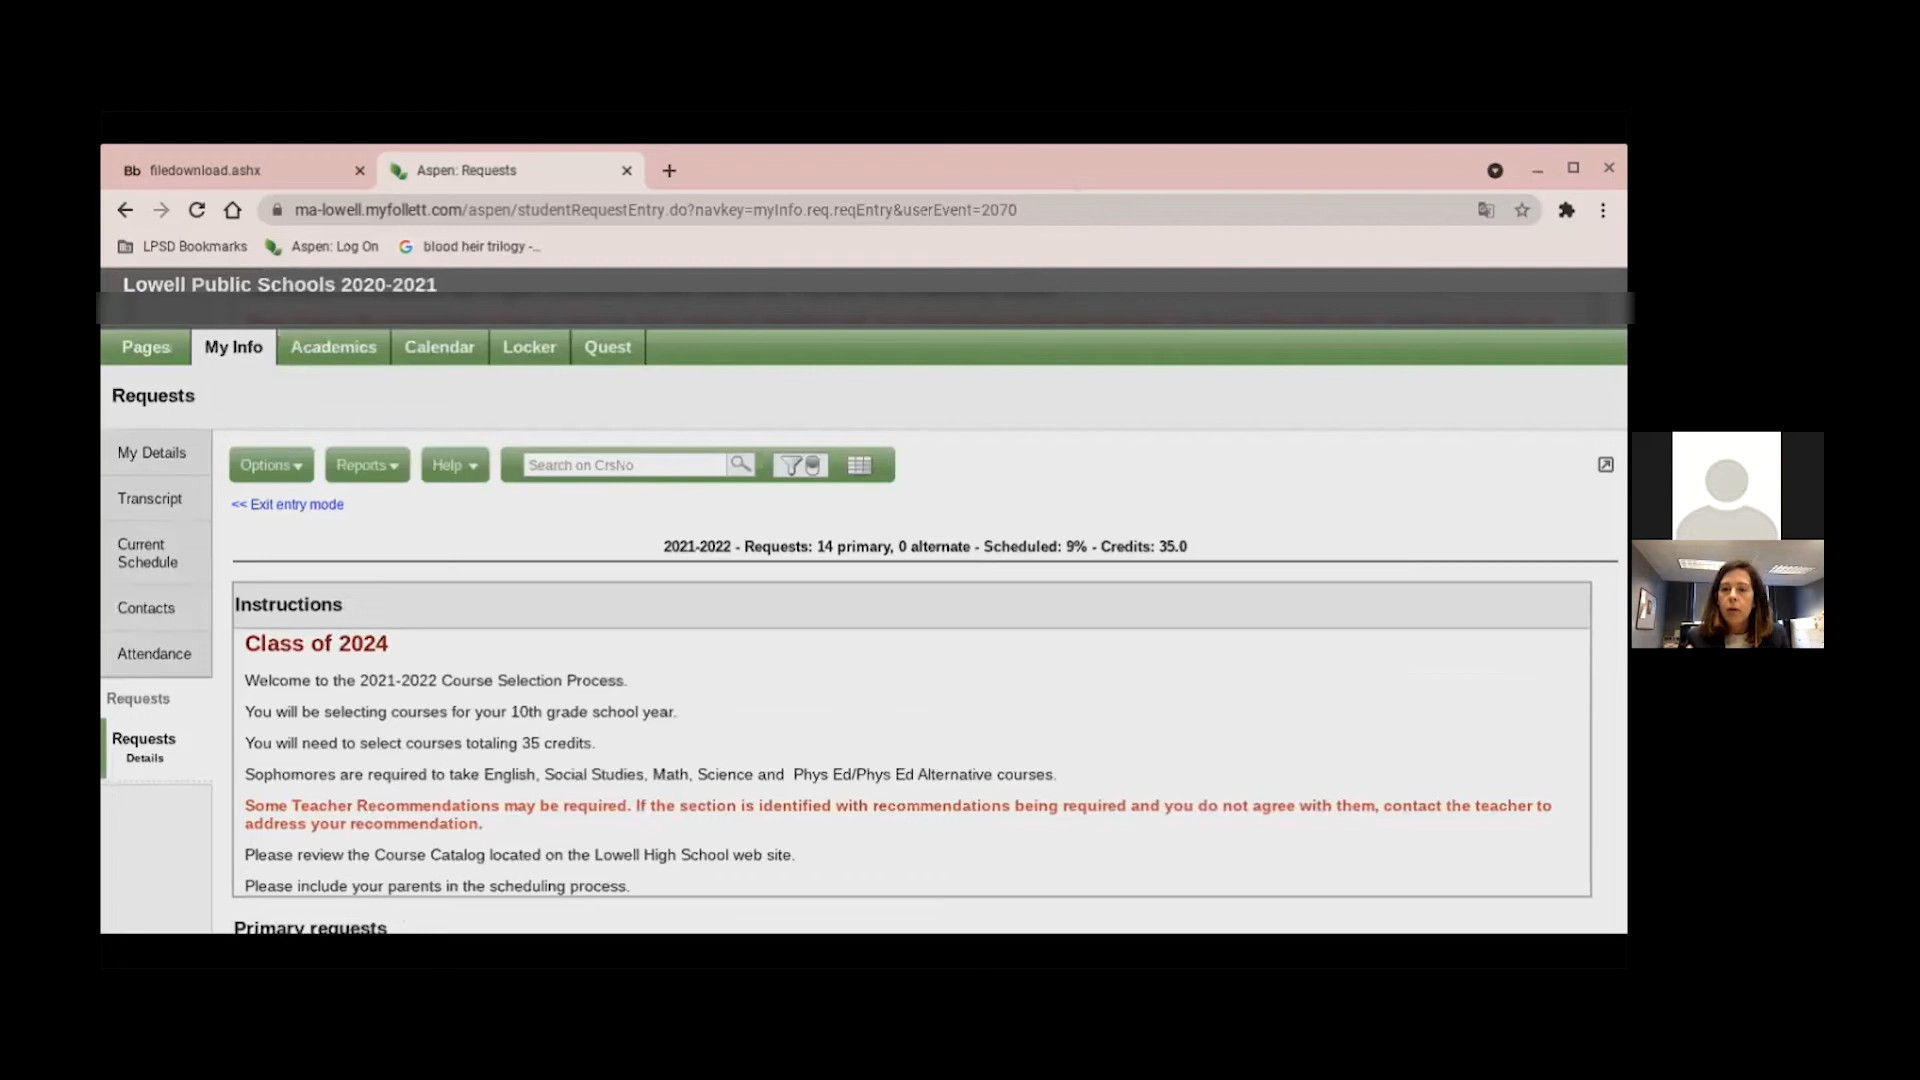 Bb filedownload.ashx
Aspen: Requests
ma-lowell.myfollett.com/aspen/studentRequestEntry.do?navkey=myInfo.req.reqEntry&userEvent=2070
LPSD Bookmarks
Aspen: Log On
blood heir trilogy -...
Lowell Public Schools 2020-2021
Pages
My Info
Academics
Calendar
Locker
Quest
Requests
My Details
Transcript
Current
Schedule
Contacts
Attendance
Requests
Requests
Details
Options
Reports
Help
Search on CrsNo
<< Exit entry mode
2021-2022 - Requests: 14 primary, 0 alternate - Scheduled: 9% - Credits: 35.0
Instructions
Class of 2024
Welcome to the 2021-2022 Course Selection Process.
You will be selecting courses for your 10th grade school year.
You will need to select courses totaling 35 credits.
Sophomores are required to take English, Social Studies, Math, Science and  Phys Ed/Phys Ed Alternative courses.
Some Teacher Recommendations may be required. If the section is identified with recommendations being required and you do not agree with them, contact the teacher to
address your recommendation.
Please review the Course Catalog located on the Lowell High School web site.
Please include your parents in the scheduling process.
Primary requests